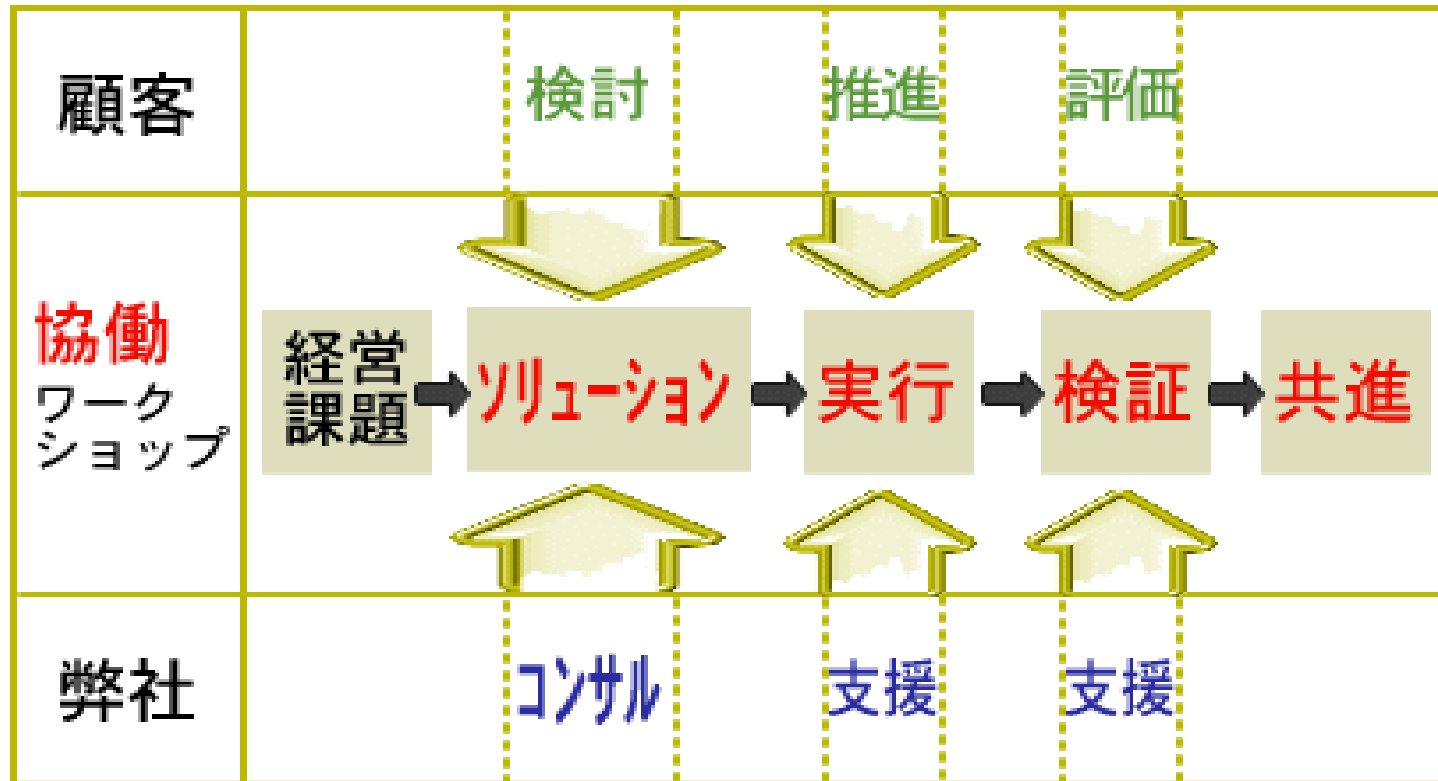 顧客
検討
推進
評価
協働
ワーク
ショップ
経営
課題
ソリューション
実行
検証
共進
弊社
コンサル
支援
支援